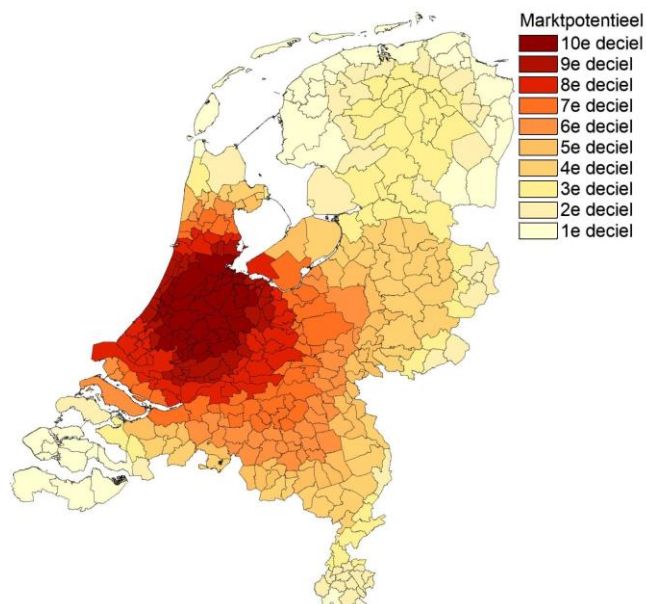 Marktpotentieel
10e deciel
9e deciel
8e deciel
7e deciel
6e deciel
5e deciel
4e deciel
3e deciel
2e deciel
1e deciel